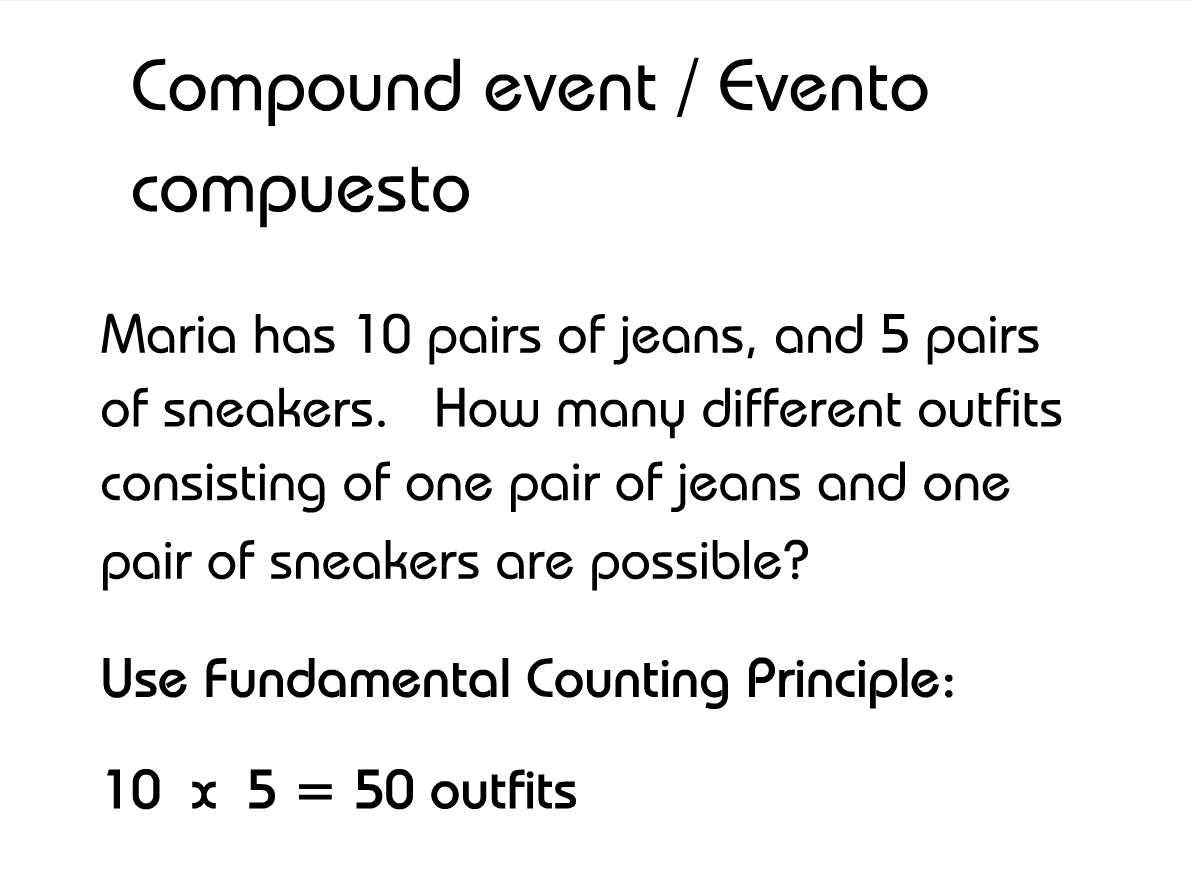 Compound event / Evento
compuesto
Maria has 10 pairs of jeans, and 5 pairs
of sneakers.   How many different outfits
consisting of one pair of jeans and one
pair of sneakers are possible?
Use Fundamental Counting Principle:
10 x 5 = 50 outfits